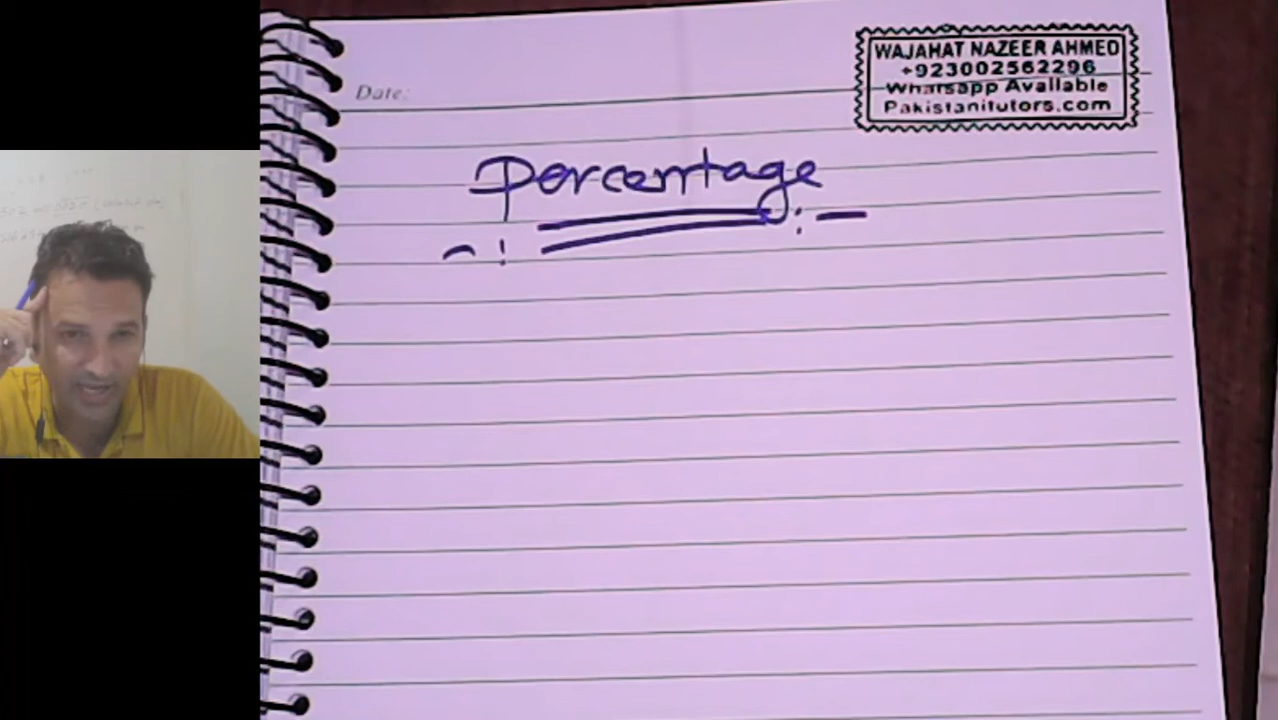 Date:
WAJAHAT NAZEER AHMED
+923002562296
Whatsapp Available
Pakistanitutors.com
Percentage